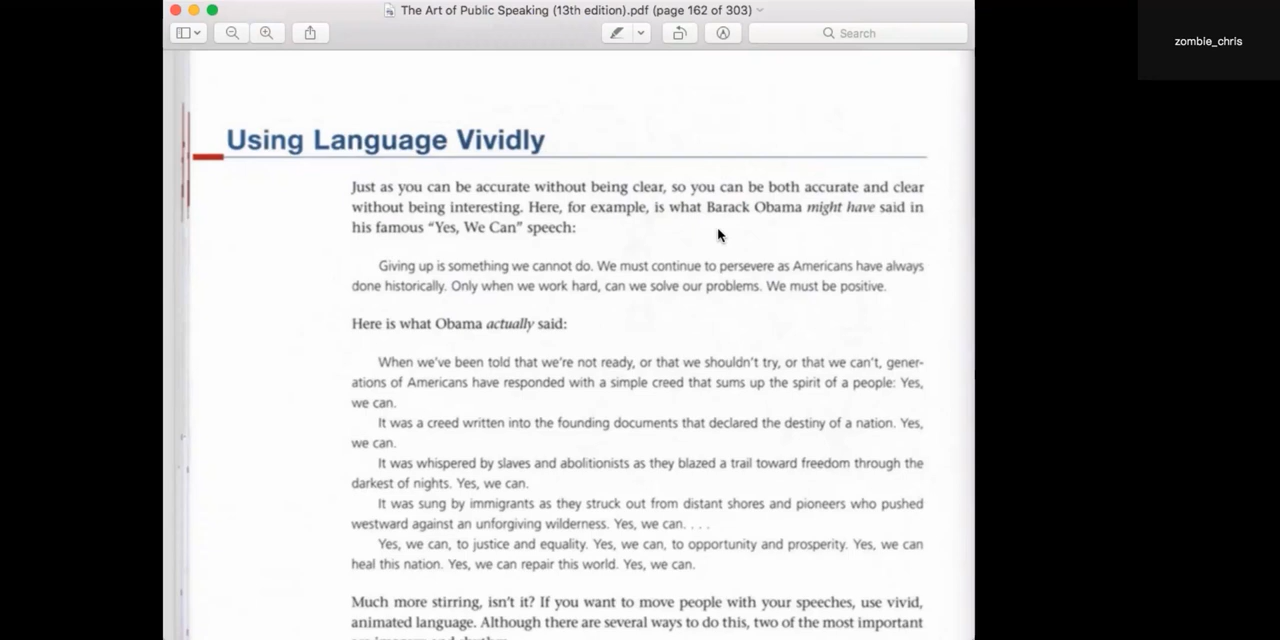 The Art of Public Speaking (13th edition).pdf (page 162 of 303)
Search
zombie_chris
Using Language Vividly
Just as you can be accurate without being clear, so you can be both accurate and clear
without being interesting. Here, for example, is what Barack Obama might have said in
his famous “Yes, We Can” speech:
Giving up is something we cannot do. We must continue to persevere as Americans have always
done historically. Only when we work hard, can we solve our problems. We must be positive.
Here is what Obama actually said:
When we've been told that we're not ready, or that we shouldn't try, or that we can't, gener-
ations of Americans have responded with a simple creed that sums up the spirit of a people: Yes,
we can.
It was a creed written into the founding documents that declared the destiny of a nation. Yes,
we can.
It was whispered by slaves and abolitionists as they blazed a trail toward freedom through the
darkest of nights. Yes, we can.
It was sung by immigrants as they struck out from distant shores and pioneers who pushed
westward against an unforgiving wilderness. Yes, we can. . . .
Yes, we can, to justice and equality. Yes, we can, to opportunity and prosperity. Yes, we can
heal this nation. Yes, we can repair this world. Yes, we can.
Much more stirring, isn't it? If you want to move people with your speeches, use vivid,
animated language. Although there are several ways to do this, two of the most important